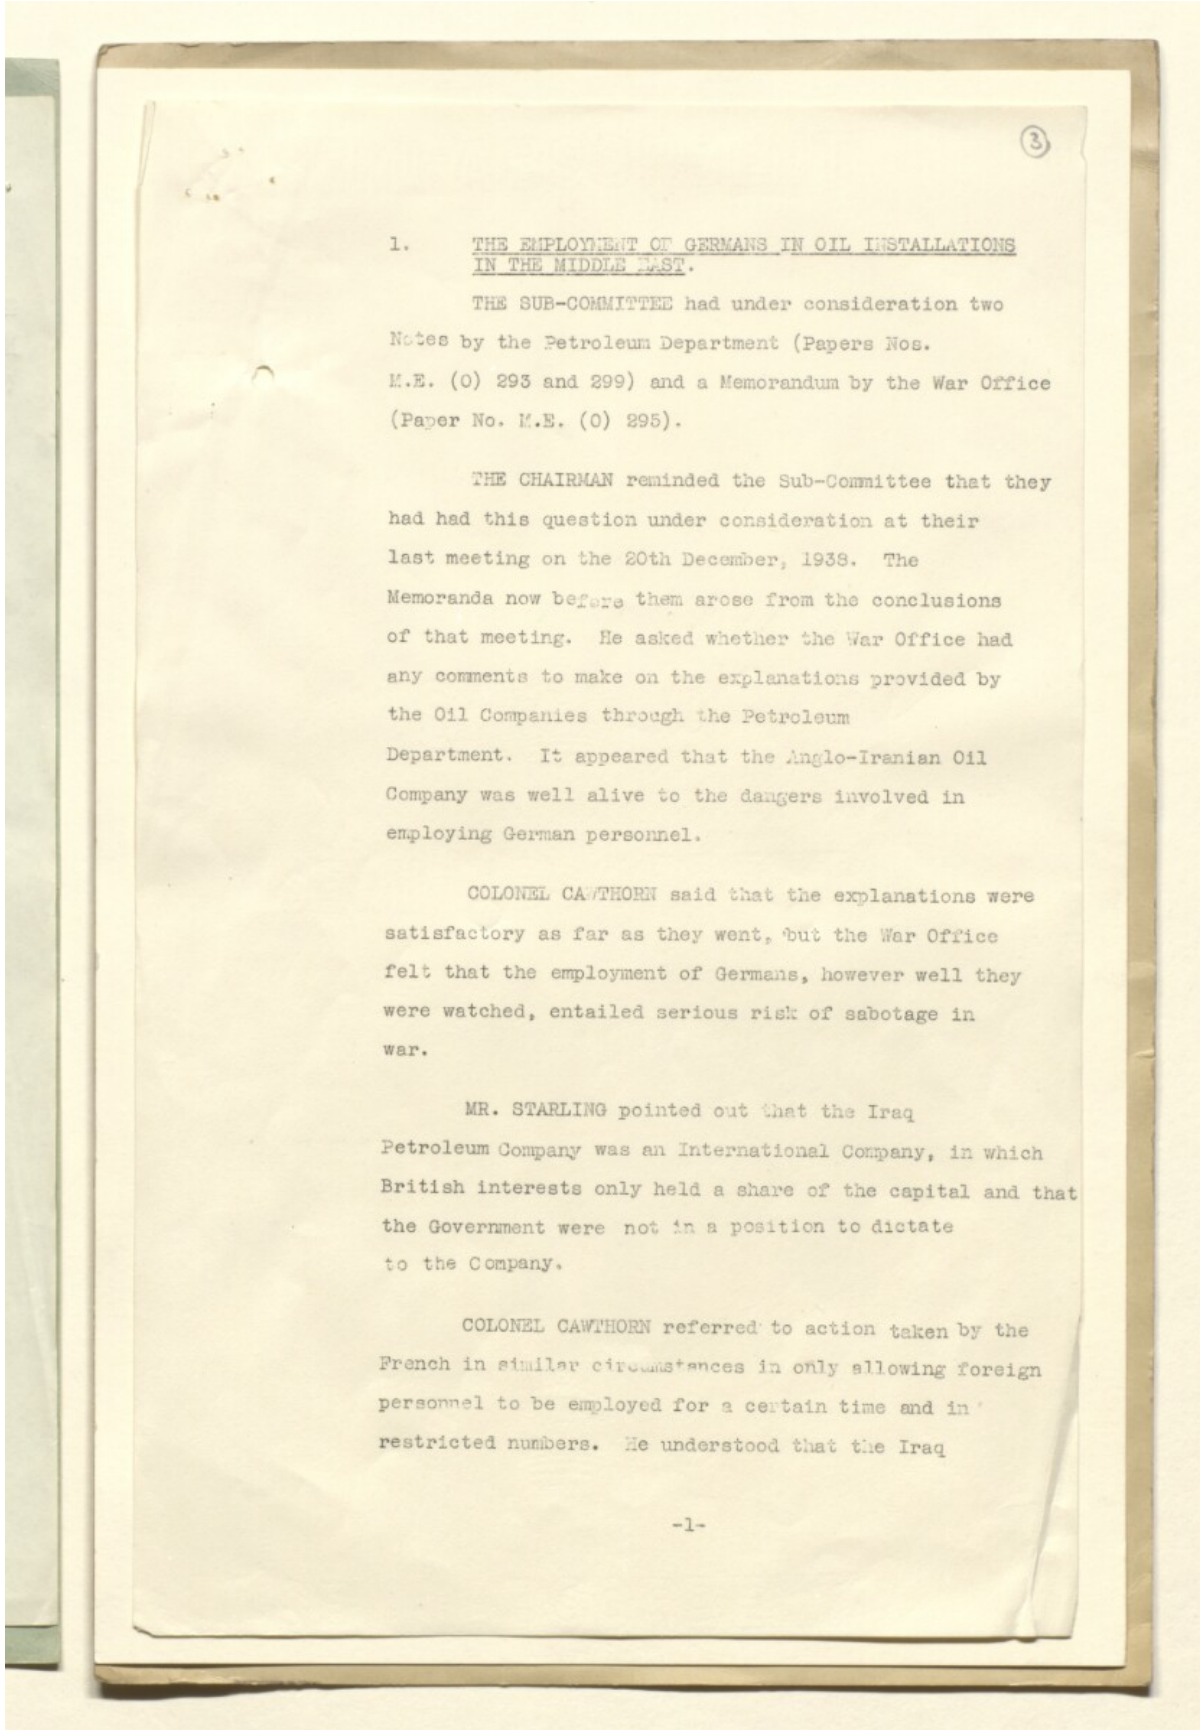 3
1. THE EMPLOYMENT OF GERMANS IN OIL INSTALLATIONS
IN THE MIDDLE EAST.
THE SUB-COMMITTEE had under consideration two
Notes by the Petroleum Department (Papers Nos.
M.E. (O) 293 and 299) and a Memorandum by the War Office
(Paper No. M.E. (O) 295).
THE CHAIRMAN reminded the Sub-Committee that they
had had this question under consideration at their
last meeting on the 20th December, 1938. The
Memoranda now before them arose from the conclusions
of that meeting. He asked whether the War Office had
any comments to make on the explanations provided by
the Oil Companies through the Petroleum
Department. It appeared that the Anglo-Iranian Oil
Company was well alive to the dangers involved in
employing German personnel.
COLONEL CAWTHORN said that the explanations were
satisfactory as far as they went, but the War Office
felt that the employment of Germans, however well they
were watched, entailed serious risk of sabotage in
war.
MR. STARLING pointed out that the Iraq
Petroleum Company was an International Company, in which
British interests only held a share of the capital and that
the Government were not in a position to dictate
to the Company.
COLONEL CAWTHORN referred to action taken by the
French in similar circumstances in only allowing foreign
personnel to be employed for a certain time and in
restricted numbers. He understood that the Iraq
-1-